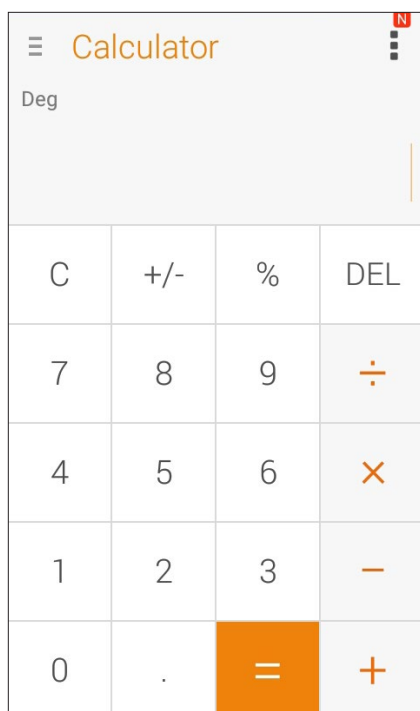 N
Calculator
Deg
C +/- % DEL
7 8 9 ÷
4 5 6 ×
1 2 3 −
0 . = +